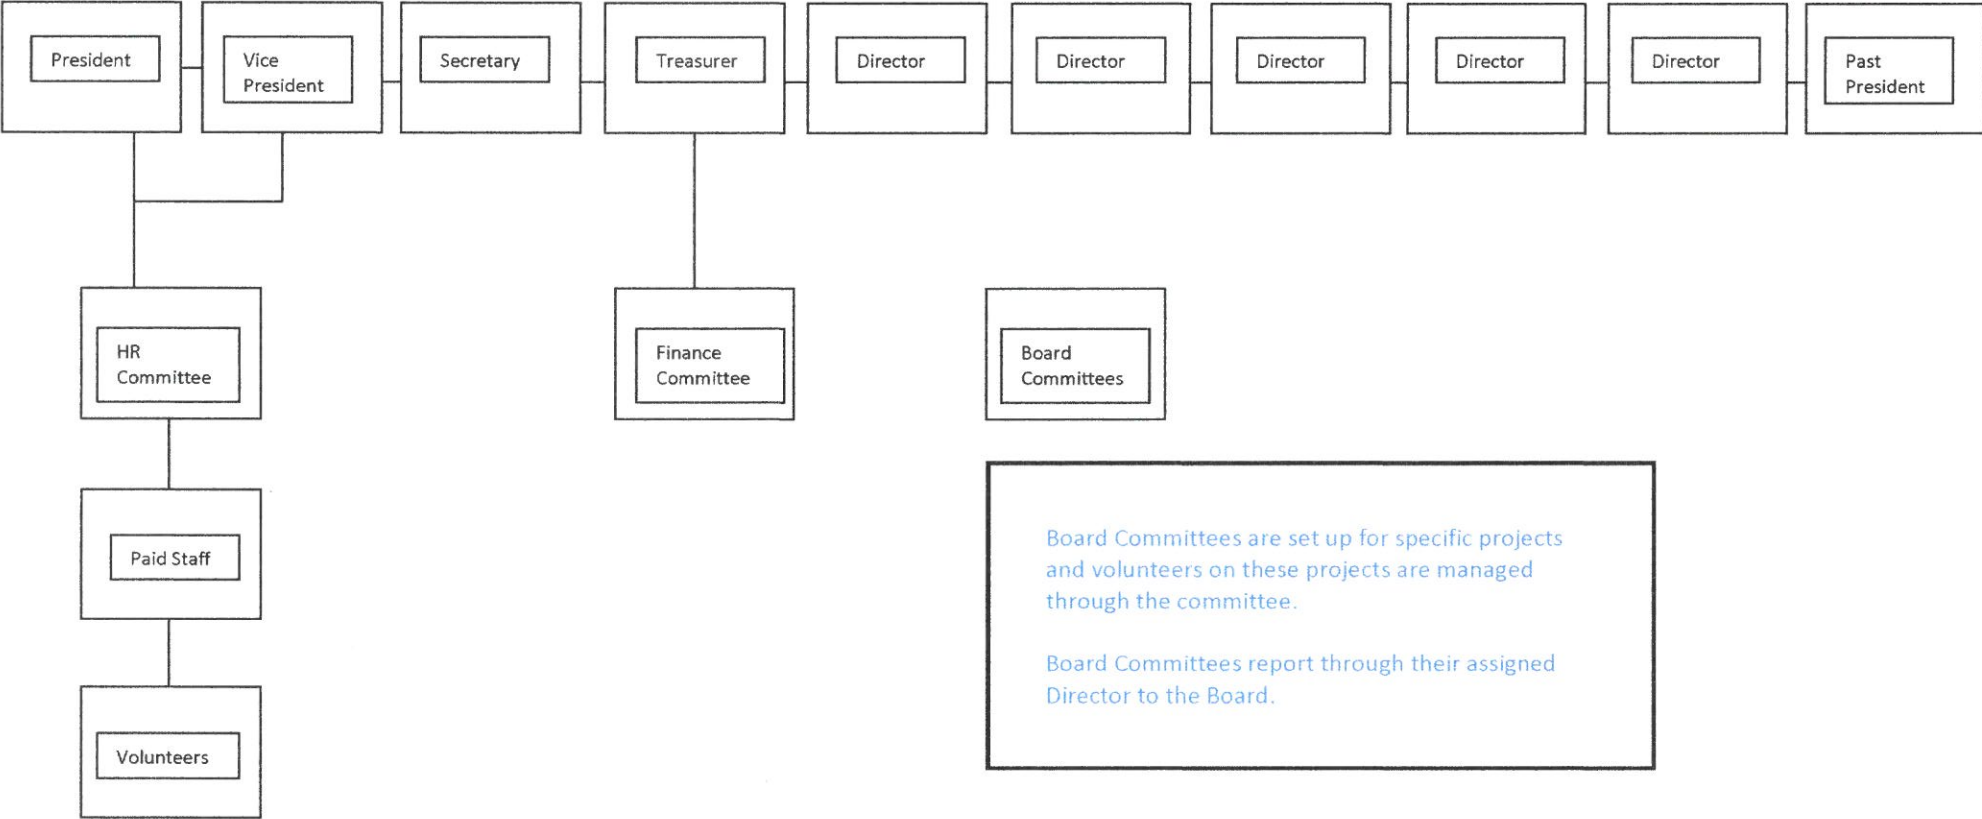 President
Vice
President
Secretary
Treasurer
Director
Director
Director
Director
Director
Past
President
HR
Committee
Finance
Committee
Board
Committees
Paid Staff
Volunteers
Board Committees are set up for specific projects
and volunteers on these projects are managed
through the committee.
Board Committees report through their assigned
Director to the Board.